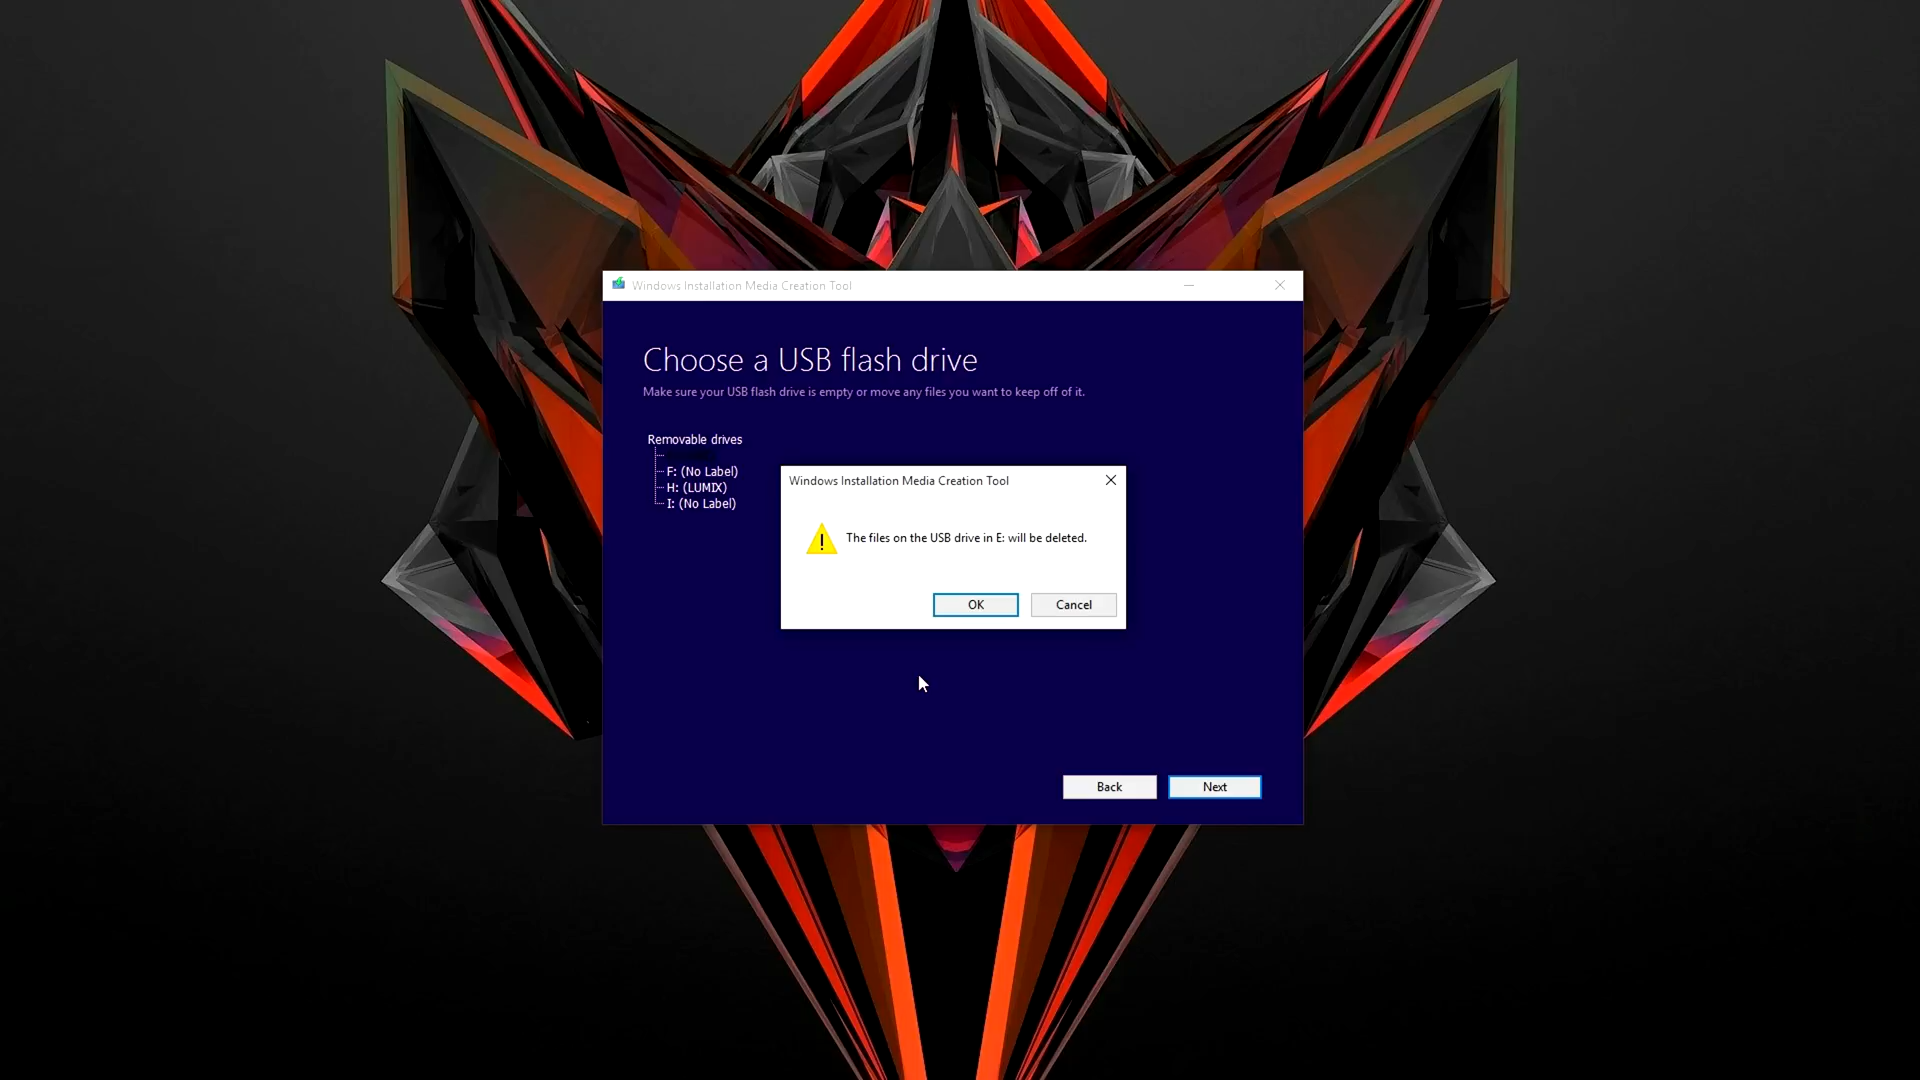 Windows Installation Media Creation Tool
Choose a USB flash drive
Make sure your USB flash drive is empty or move any files you want to keep off of it.
Removable drives
F: (No Label)
H: (LUMIX)
I: (No Label)
Windows Installation Media Creation Tool
The files on the USB drive in E: will be deleted.
OK
Cancel
Back
Next